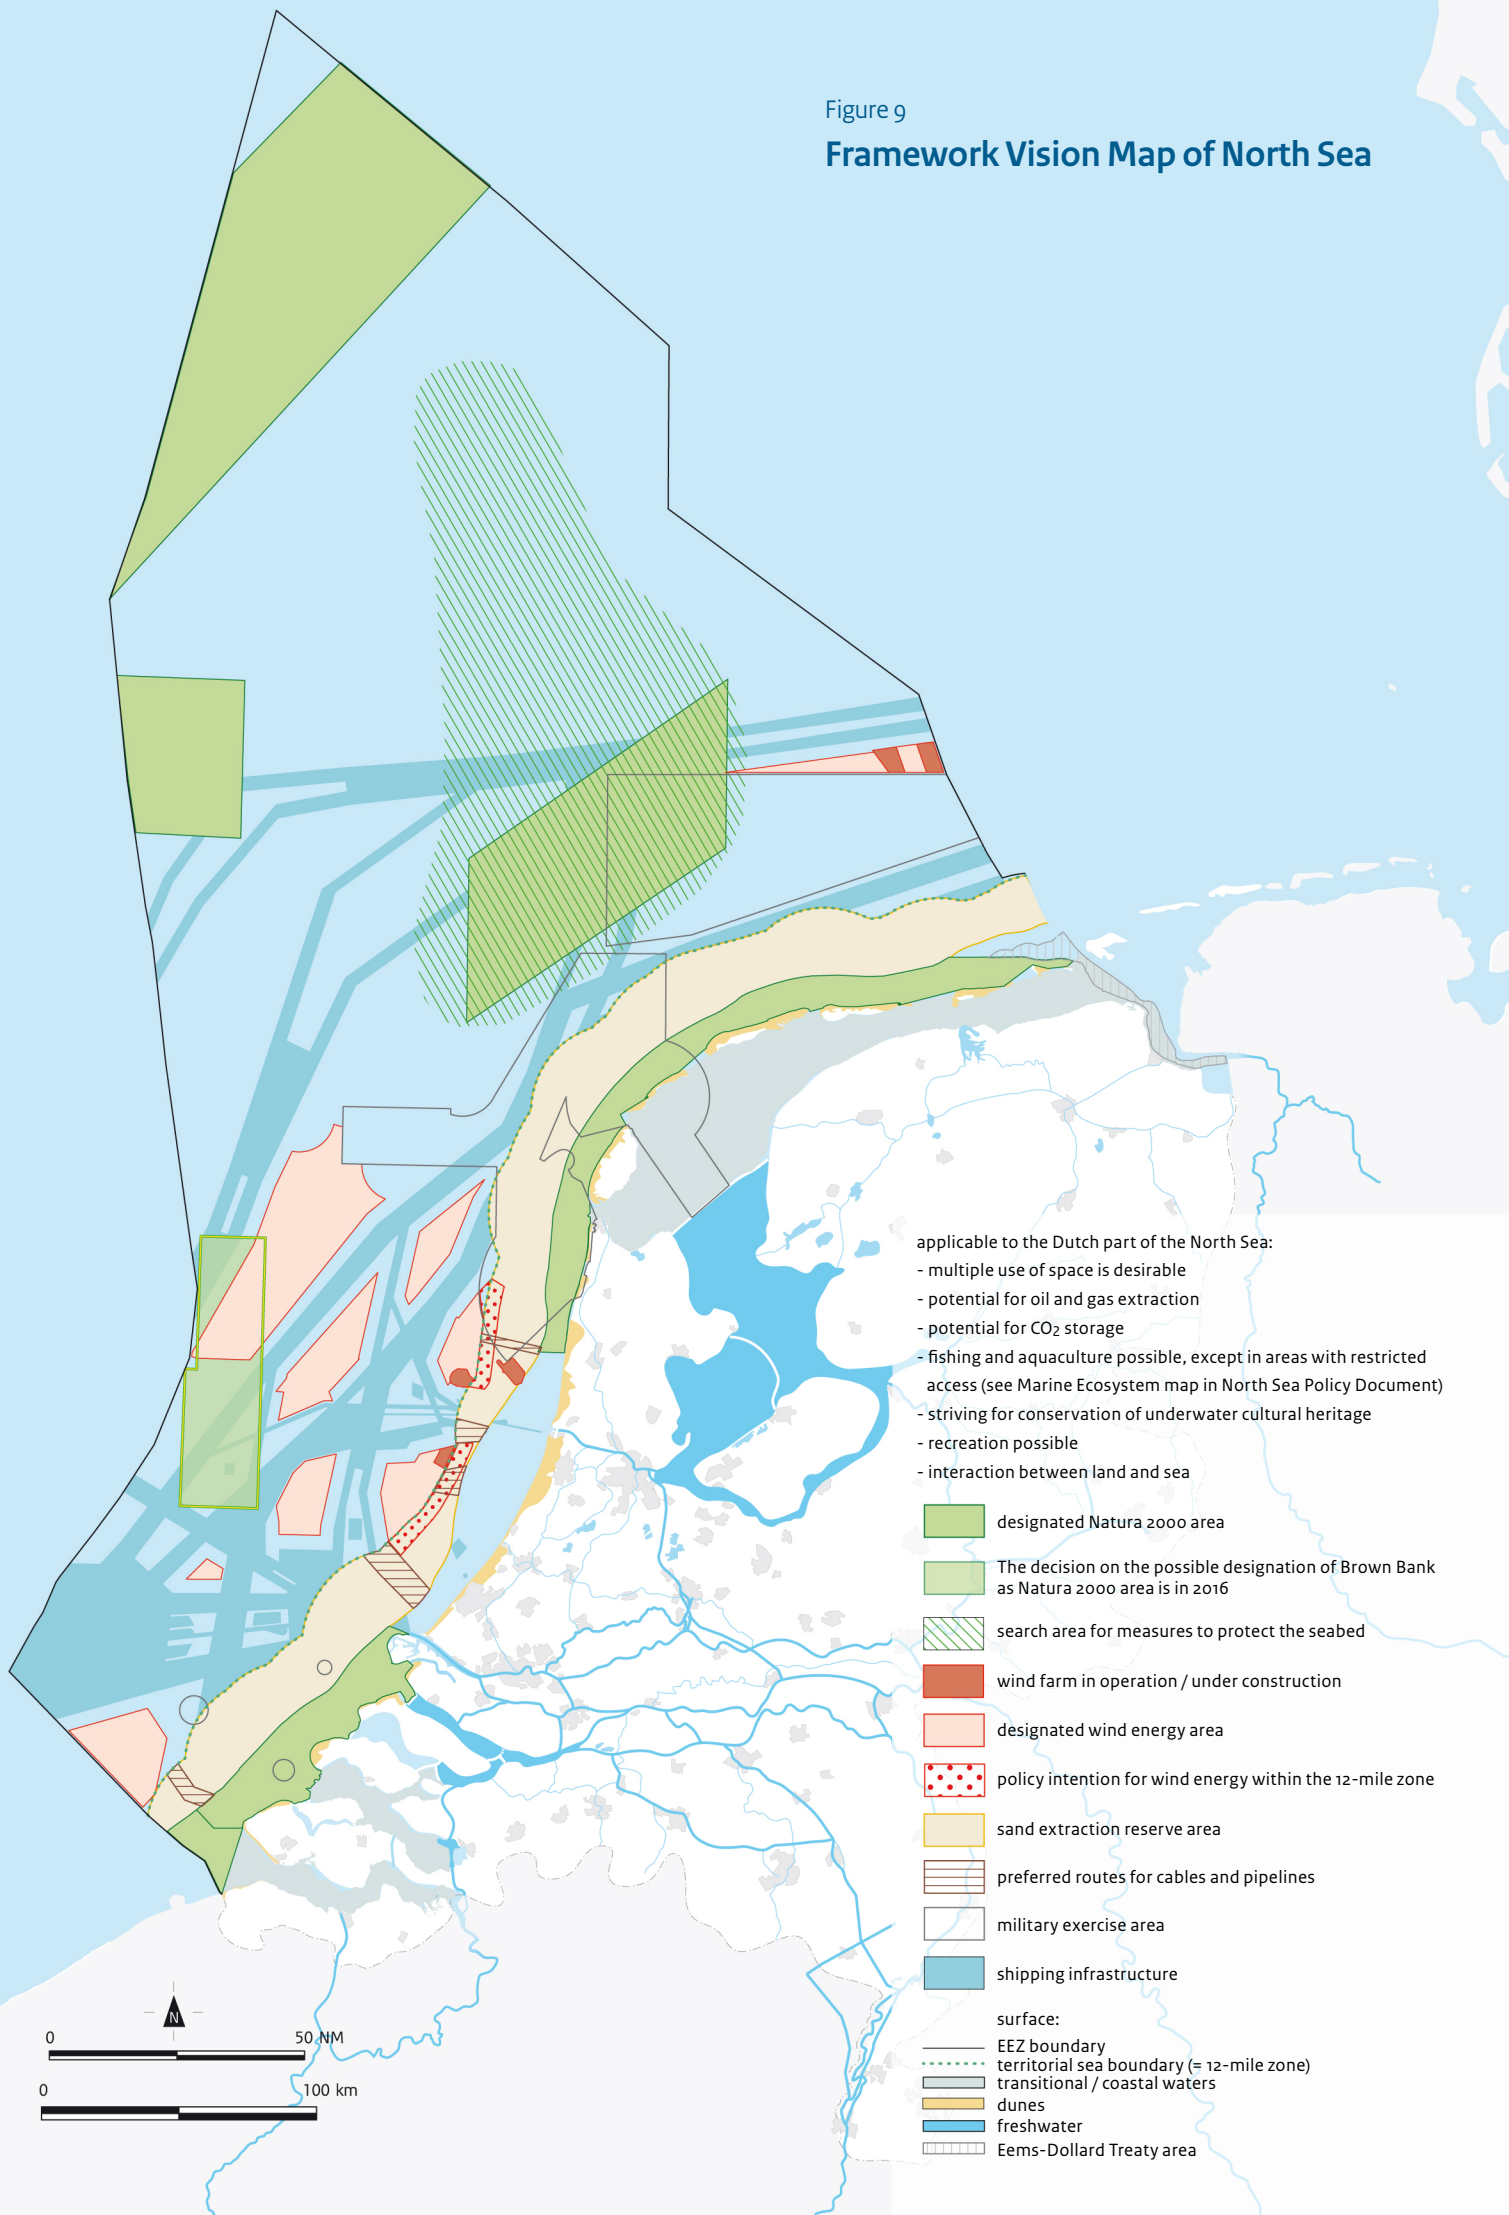 Figure 9
Framework Vision Map of North Sea
applicable to the Dutch part of the North Sea:
- multiple use of space is desirable
- potential for oil and gas extraction
- potential for CO2 storage
- fishing and aquaculture possible, except in areas with restricted
access (see Marine Ecosystem map in North Sea Policy Document)
- striving for conservation of underwater cultural heritage
- recreation possible
- interaction between land and sea
designated Natura 2000 area
The decision on the possible designation of Brown Bank
as Natura 2000 area is in 2016
search area for measures to protect the seabed
wind farm in operation / under construction
designated wind energy area
policy intention for wind energy within the 12-mile zone
sand extraction reserve area
preferred routes for cables and pipelines
military exercise area
shipping infrastructure
surface:
EEZ boundary
territorial sea boundary (= 12-mile zone)
transitional / coastal waters
dunes
freshwater
Eems-Dollard Treaty area
N
0 50 NM
0 100 km